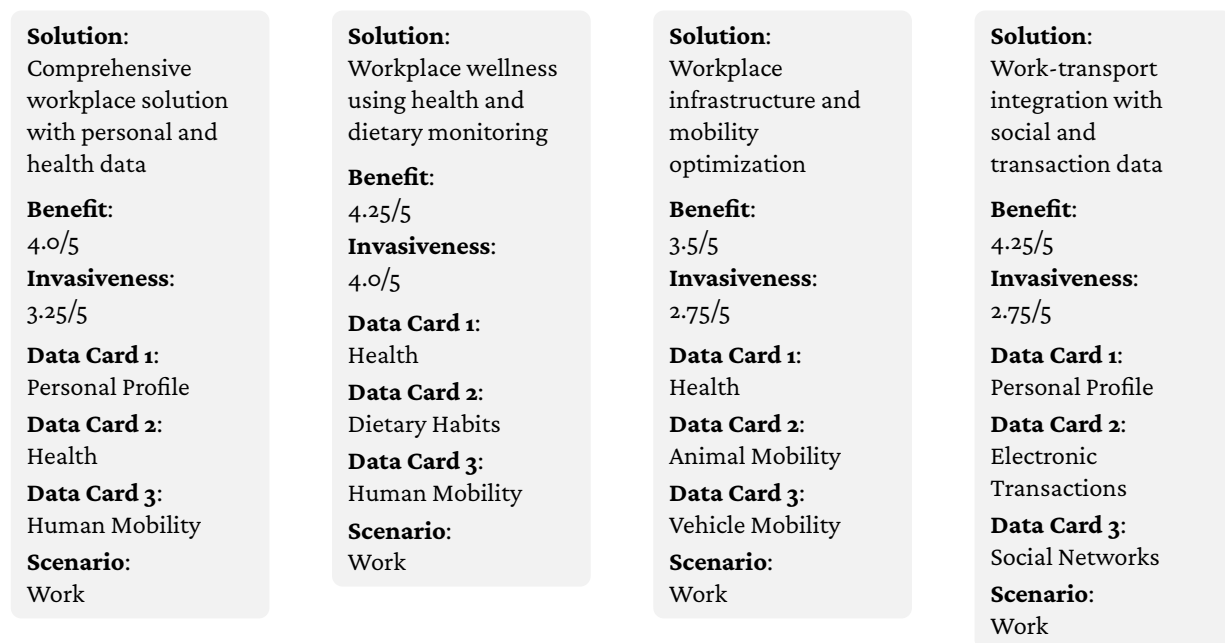 Solution:
Comprehensive
workplace solution
with personal and
health data
Benefit:
4.0/5
Invasiveness:
3.25/5
Data Card 1:
Personal Profile
Data Card 2:
Health
Data Card 3:
Human Mobility
Scenario:
Work
Solution:
Workplace wellness
using health and
dietary monitoring
Benefit:
4.25/5
Invasiveness:
4.0/5
Data Card 1:
Health
Data Card 2:
Dietary Habits
Data Card 3:
Human Mobility
Scenario:
Work
Solution:
Workplace
infrastructure and
mobility
optimization
Benefit:
3.5/5
Invasiveness:
2.75/5
Data Card 1:
Health
Data Card 2:
Animal Mobility
Data Card 3:
Vehicle Mobility
Scenario:
Work
Solution:
Work-transport
integration with
social and
transaction data
Benefit:
4.25/5
Invasiveness:
2.75/5
Data Card 1:
Personal Profile
Data Card 2:
Electronic
Transactions
Data Card 3:
Social Networks
Scenario:
Work